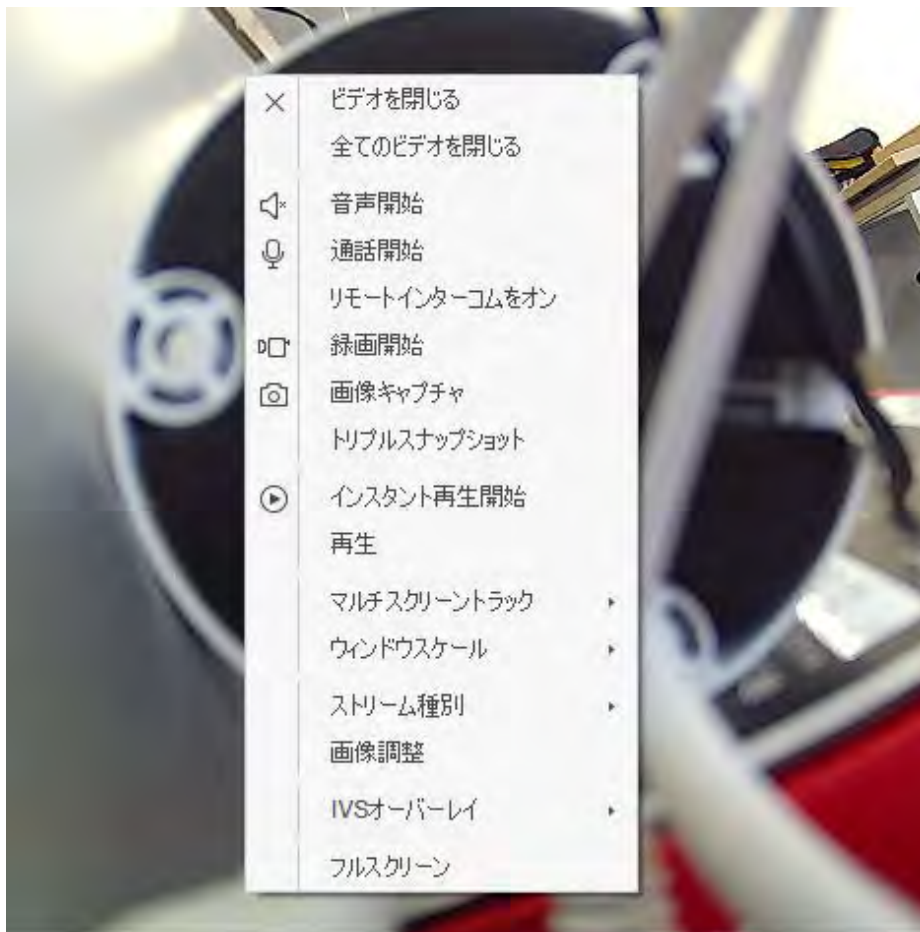 ビデオを閉じる
全てのビデオを閉じる
音声開始
通話開始
リモートインターコムをオン
録画開始
画像キャプチャ
トリプルスナップショット
インスタント再生開始
再生
マルチスクリーントラック
ウィンドウスケール
ストリーム種別
画像調整
IVSオーバーレイ
フルスクリーン